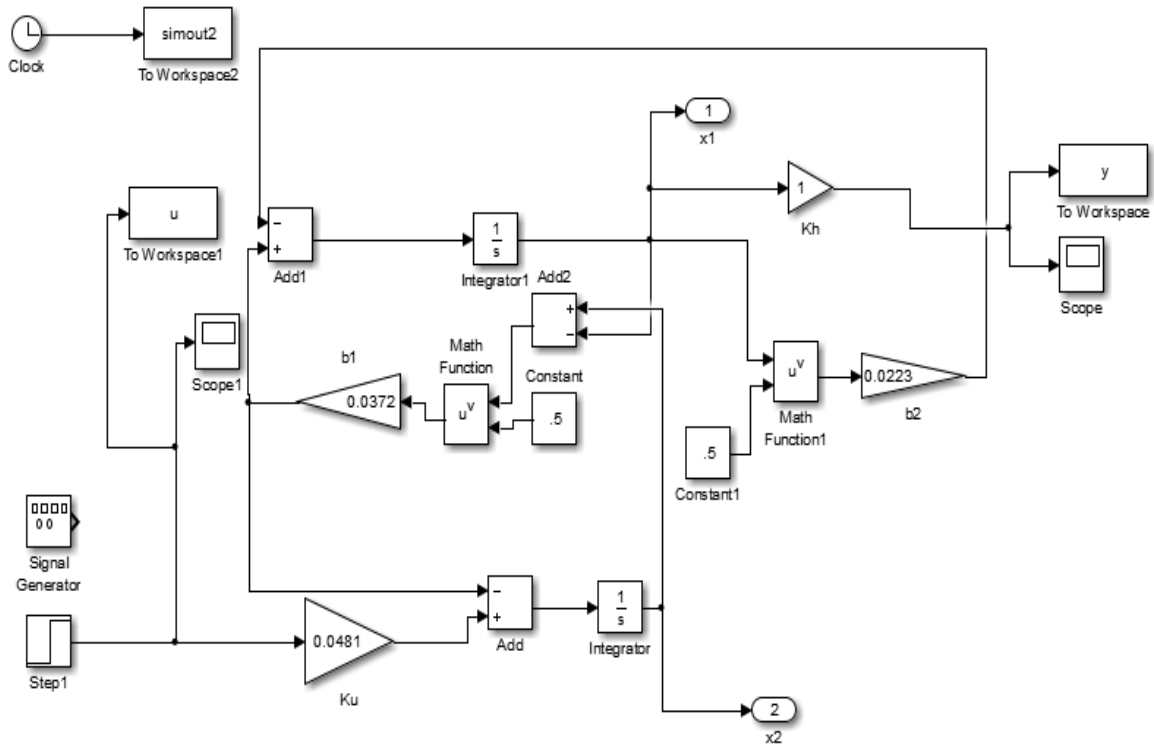 simout2
Clock
To Workspace2
1
x1
1
Kh
y
To Workspace
Scope
u
To Workspace1
−
+
Add1
1
s
Integrator1
Add2
+
−
Scope1
b1
0.0372
Math
Function
u^v
Constant
.5
u^v
Math
Function1
0.0223
b2
.5
Constant1
Signal
Generator
Step1
0.0481
Ku
−
+
Add
1
s
Integrator
2
x2